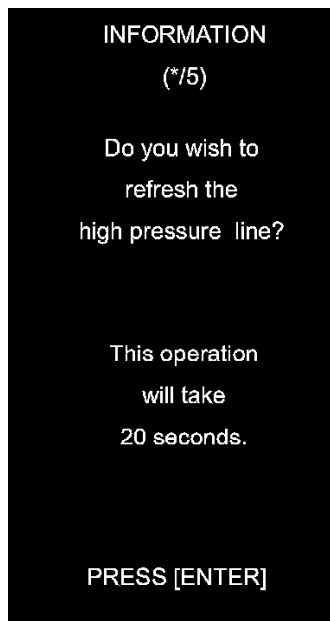 INFORMATION
(*/5)
Do you wish to
refresh the
high pressure line?
This operation
will take
20 seconds.
PRESS [ENTER]